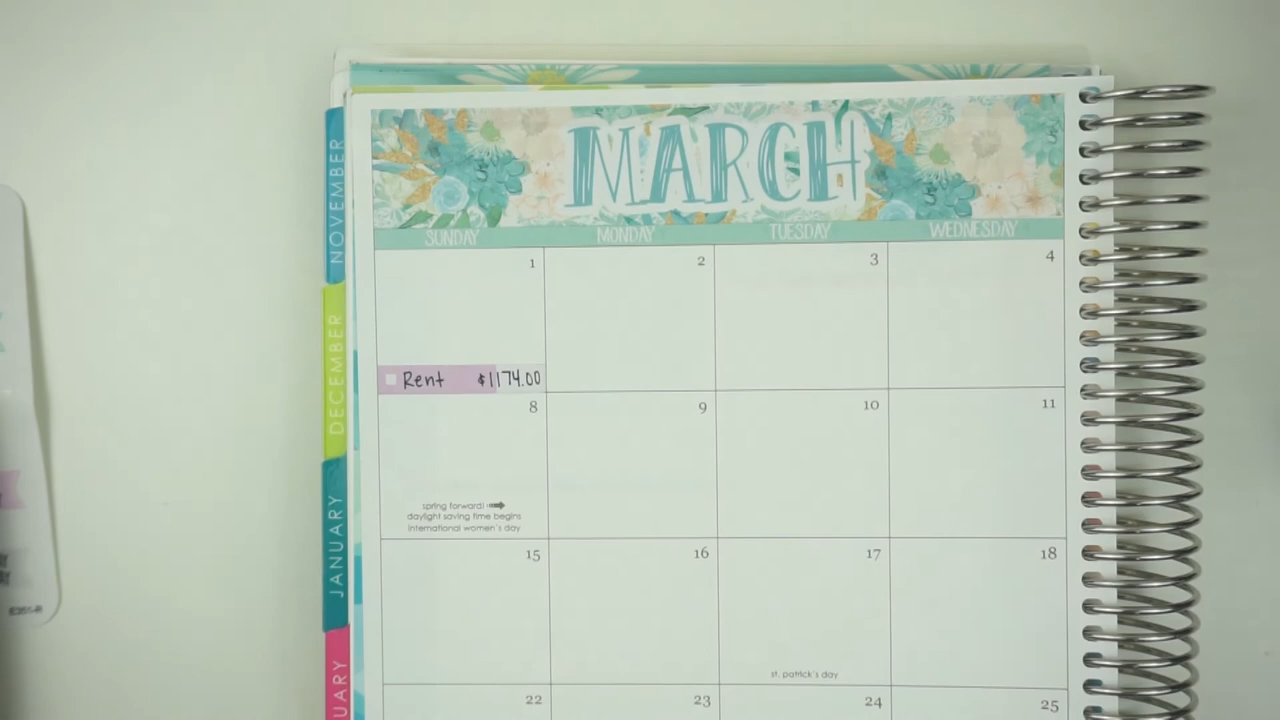 MARCH
SUNDAY MONDAY TUESDAY WEDNESDAY
1 2 3 4
Rent $1174.00
8 9 10 11
spring forward!
daylight saving time begins
international women's day
15 16 17 18
st. patrick's day
22 23 24 25
NOVEMBER
DECEMBER
JANUARY
UARY